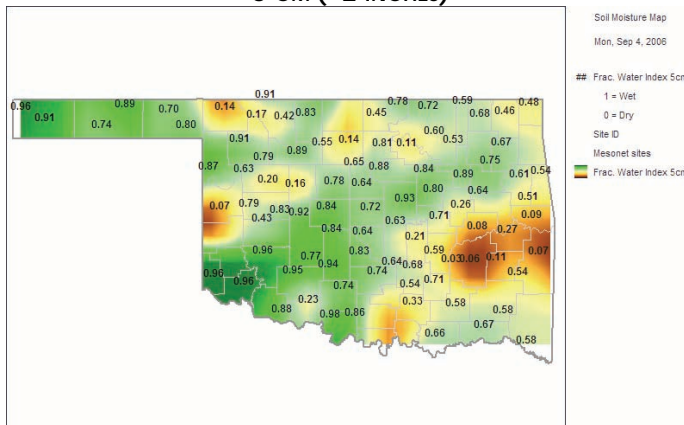 5 CM (~2 INCHES)
Soil Moisture Map
Mon, Sep 4, 2006
## Frac. Water Index 5cm
1 = Wet
0 = Dry
Site ID
Mesonet sites
Frac. Water Index 5cm
0.91
0.96 0.89 0.70 0.14 0.17 0.42 0.83 0.45 0.78 0.72 0.59 0.68 0.46 0.48
0.91 0.74 0.80 0.91 0.89 0.55 0.14 0.81 0.11 0.60 0.53 0.67
0.87 0.63 0.79 0.65 0.88 0.84 0.89 0.75 0.61 0.54
0.20 0.16 0.78 0.64 0.93 0.80 0.64 0.51
0.07 0.79 0.43 0.83 0.92 0.84 0.72 0.63 0.71 0.26 0.09
0.84 0.64 0.21 0.08 0.27
0.96 0.77 0.83 0.59 0.03 0.06 0.11 0.07
0.96 0.96 0.95 0.94 0.74 0.64 0.68 0.71 0.54
0.74 0.54
0.88 0.23 0.98 0.86 0.33 0.58 0.58
0.66 0.67
0.58